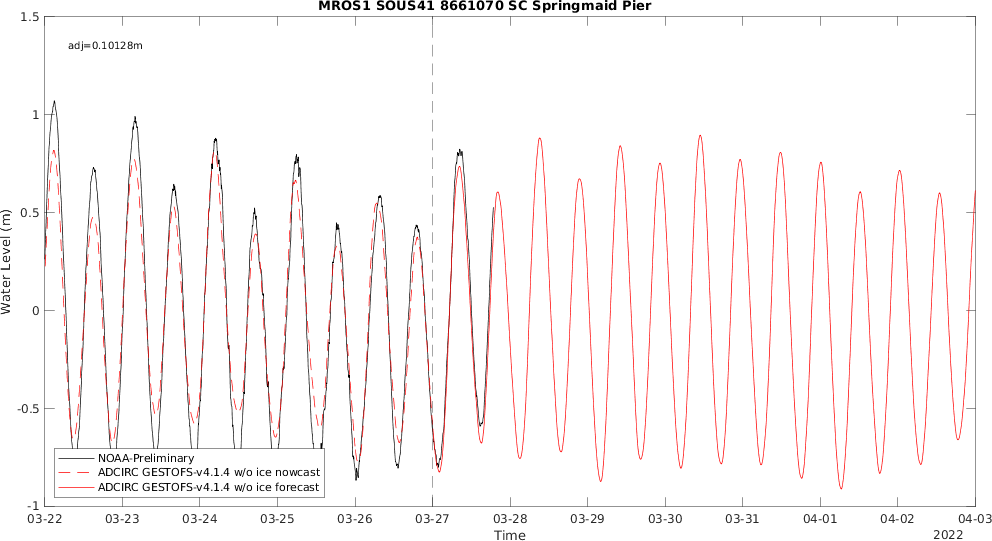 MROS1 SOUS41 8661070 SC Springmaid Pier
adj=0.10128m
1.5
1
0.5
0
-0.5
-1
Water Level (m)
NOAA-Preliminary
ADCIRC GESTOFS-v4.1.4 w/o ice nowcast
ADCIRC GESTOFS-v4.1.4 w/o ice forecast
03-22 03-23 03-24 03-25 03-26 03-27 03-28 03-29 03-30 03-31 04-01 04-02 04-03
Time
2022